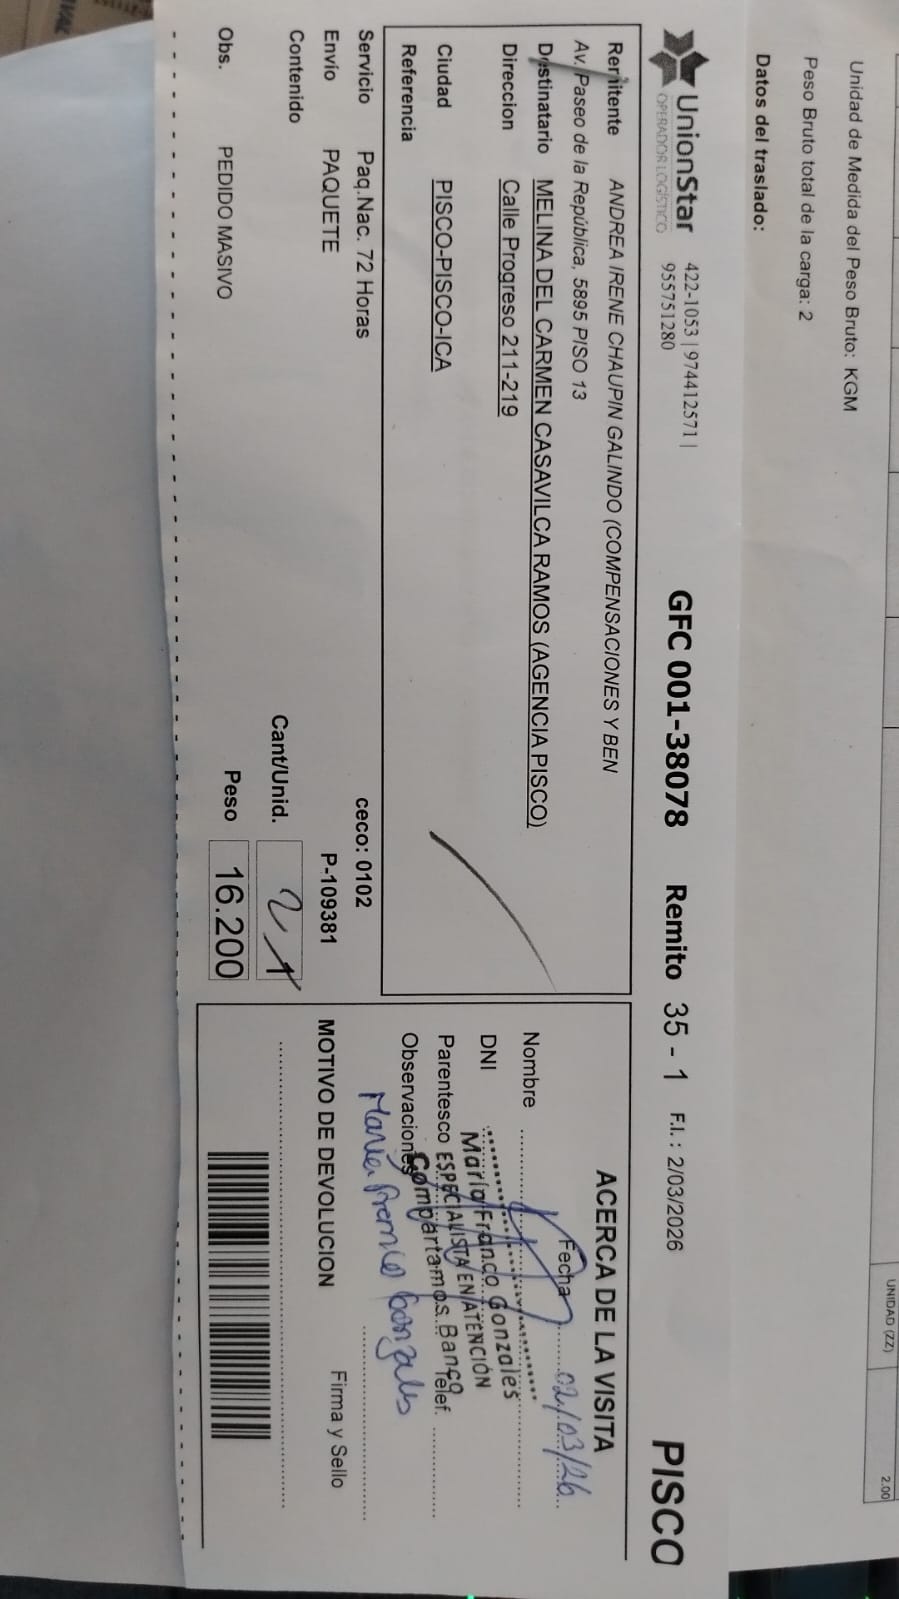 UNIDAD (ZZ)
2.00
Unidad de Medida del Peso Bruto: KGM
Peso Bruto total de la carga: 2
Datos del traslado:
UnionStar
OPERADOR LOGÍSTICO
422-1053 | 974412571 |
955751280
GFC 001-38078 Remito 35 - 1 F.I.: 2/03/2026 PISCO
Remitente ANDREA IRENE CHAUPIN GALINDO (COMPENSACIONES Y BEN
Av. Paseo de la República, 5895 PISO 13
Destinatario MELINA DEL CARMEN CASAVILCA RAMOS (AGENCIA PISCO)
Direccion Calle Progreso 211-219
Ciudad PISCO-PISCO-ICA
Referencia
Servicio Paq.Nac. 72 Horas ceco: 0102
Envío PAQUETE P-109381
Contenido
Cant/Unid.
Obs. PEDIDO MASIVO
Peso 16.200
ACERCA DE LA VISITA
Fecha 02/03/26
Nombre
María Franco Gonzales
DNI
ESPECIALISTA EN ATENCIÓN
Parentesco
Compartamos Banco
Telef.
Observaciones
María Franco Gonzales
MOTIVO DE DEVOLUCION Firma y Sello